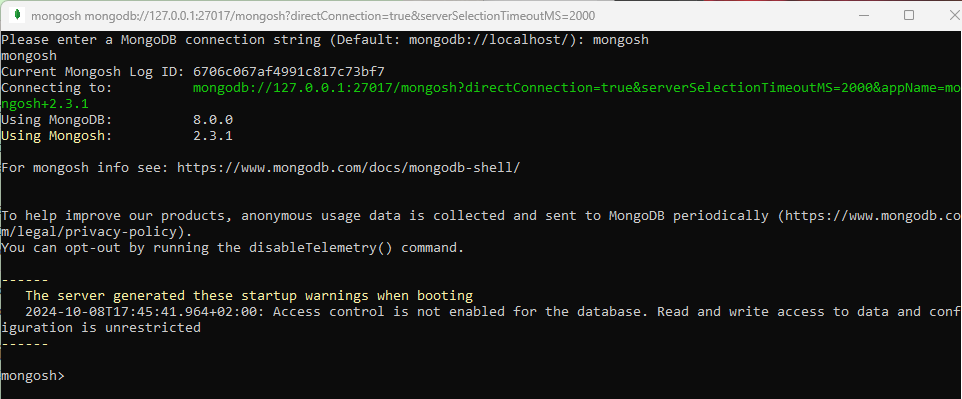 mongosh mongodb://127.0.0.1:27017/mongosh?directConnection=true&serverSelectionTimeoutMS=2000
Please enter a MongoDB connection string (Default: mongodb://localhost/): mongosh
mongosh
Current Mongosh Log ID: 6706c067af4991c817c73bf7
Connecting to:          mongodb://127.0.0.1:27017/mongosh?directConnection=true&serverSelectionTimeoutMS=2000&appName=mo
ngosh+2.3.1
Using MongoDB:          8.0.0
Using Mongosh:          2.3.1
For mongosh info see: https://www.mongodb.com/docs/mongodb-shell/
To help improve our products, anonymous usage data is collected and sent to MongoDB periodically (https://www.mongodb.co
m/legal/privacy-policy).
You can opt-out by running the disableTelemetry() command.
------
   The server generated these startup warnings when booting
   2024-10-08T17:45:41.964+02:00: Access control is not enabled for the database. Read and write access to data and conf
iguration is unrestricted
------
mongosh>